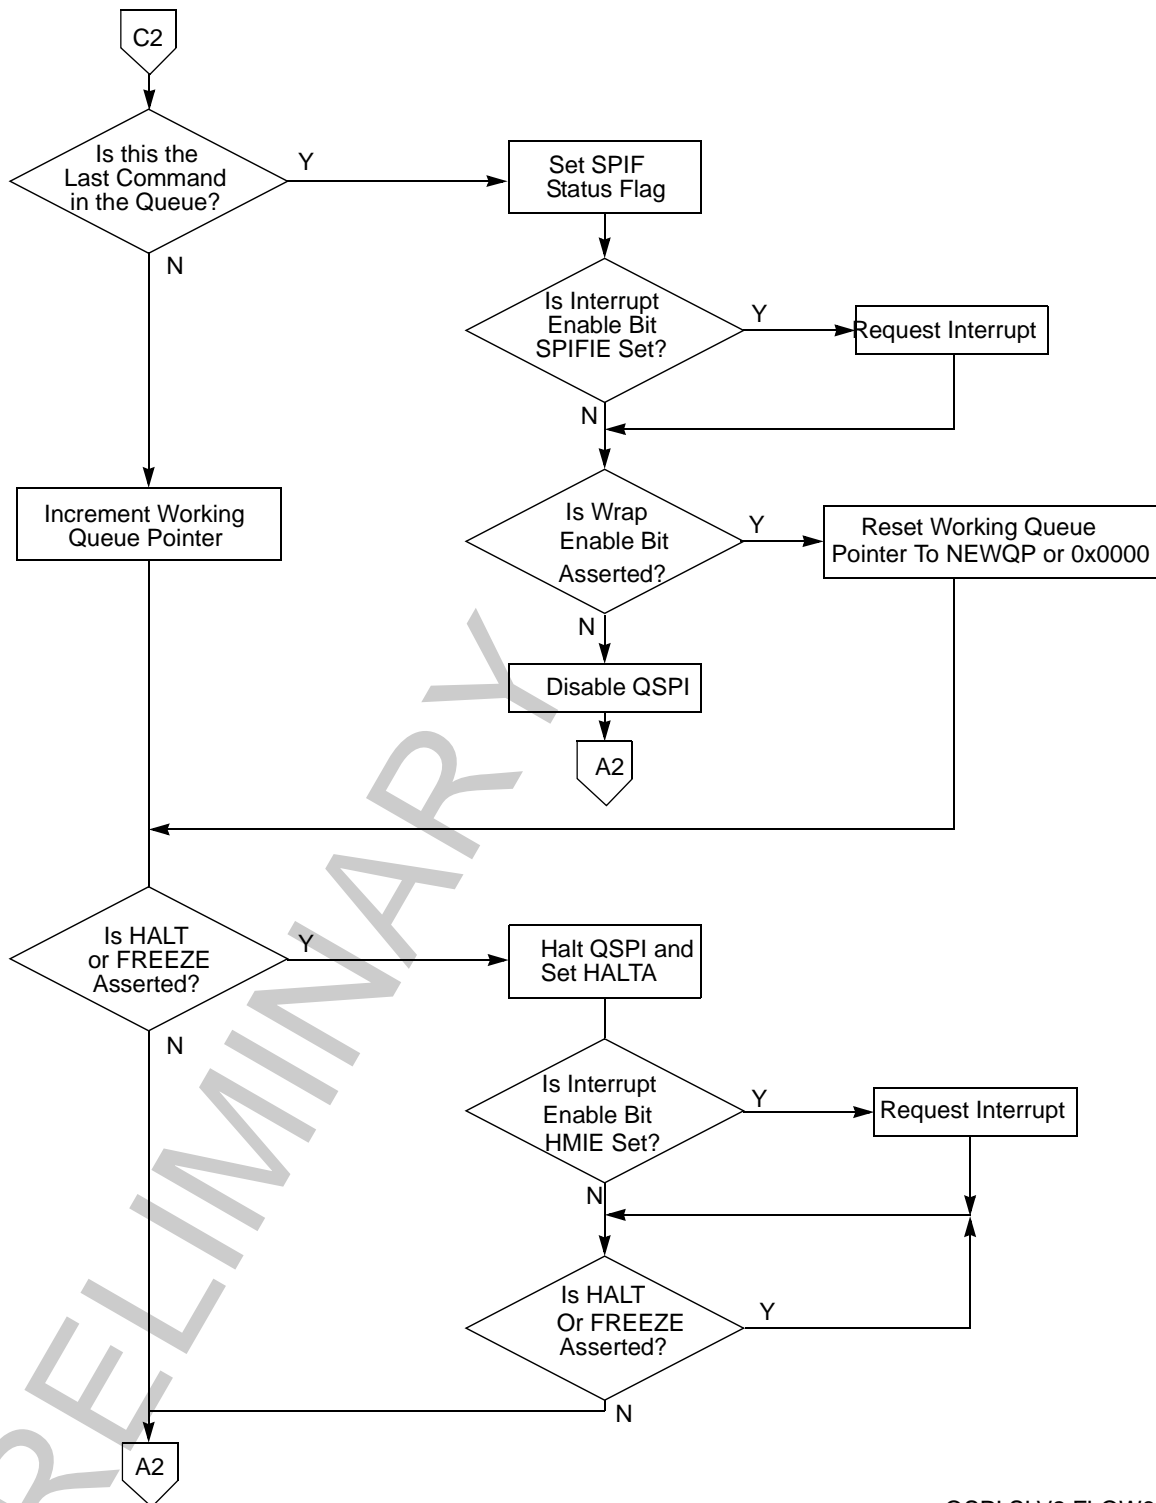 C2
Is this the
Last Command
in the Queue?
Y
Set SPIF
Status Flag
N
Is Interrupt
Enable Bit
SPIFIE Set?
Y
Request Interrupt
N
Increment Working
Queue Pointer
Is Wrap
Enable Bit
Asserted?
Y
Reset Working Queue
Pointer To NEWQP or 0x0000
N
Disable QSPI
A2
Is HALT
or FREEZE
Asserted?
Y
Halt QSPI and
Set HALTA
N
Is Interrupt
Enable Bit
HMIE Set?
Y
Request Interrupt
N
Is HALT
Or FREEZE
Asserted?
Y
N
A2
RELIMINARY